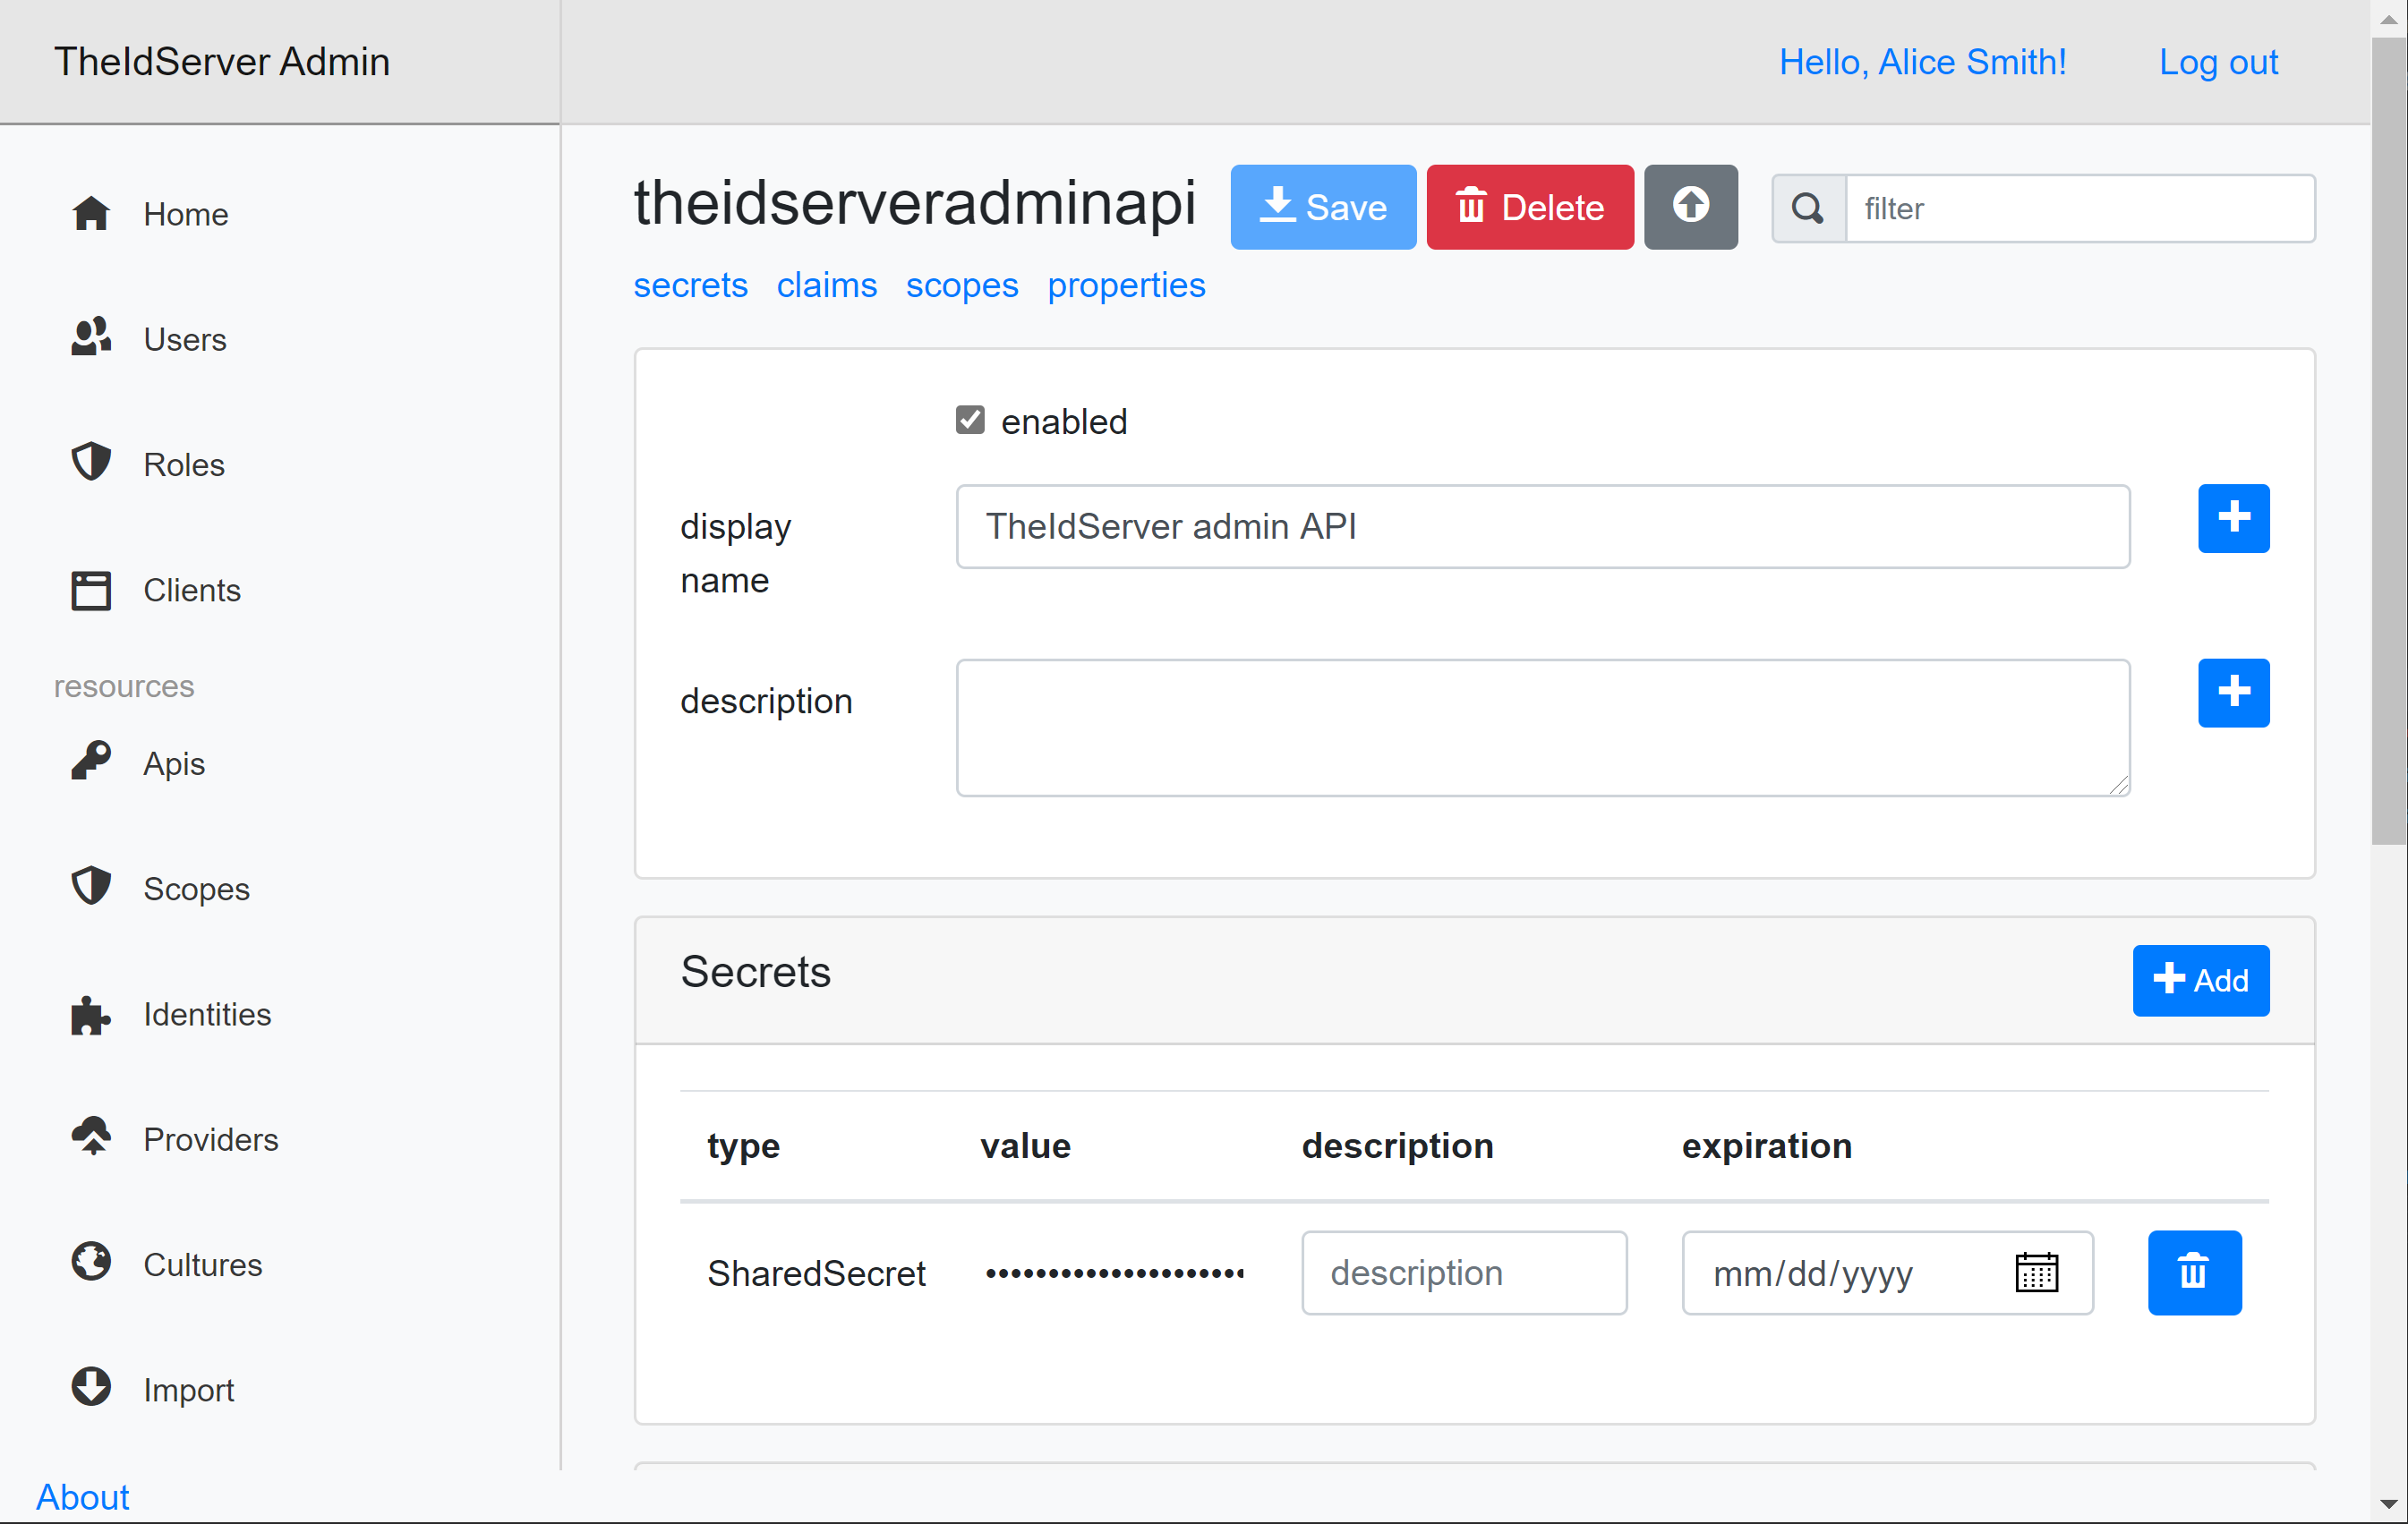 TheIdServer Admin
Hello, Alice Smith!
Log out
Home
Users
Roles
Clients
resources
Apis
Scopes
Identities
Providers
Cultures
Import
About
theidserveradminapi
Save
Delete
filter
secrets claims scopes properties
enabled
display
name
TheIdServer admin API
description
Secrets
Add
type value description expiration
SharedSecret ••••••••••••••••••••• description mm/dd/yyyy